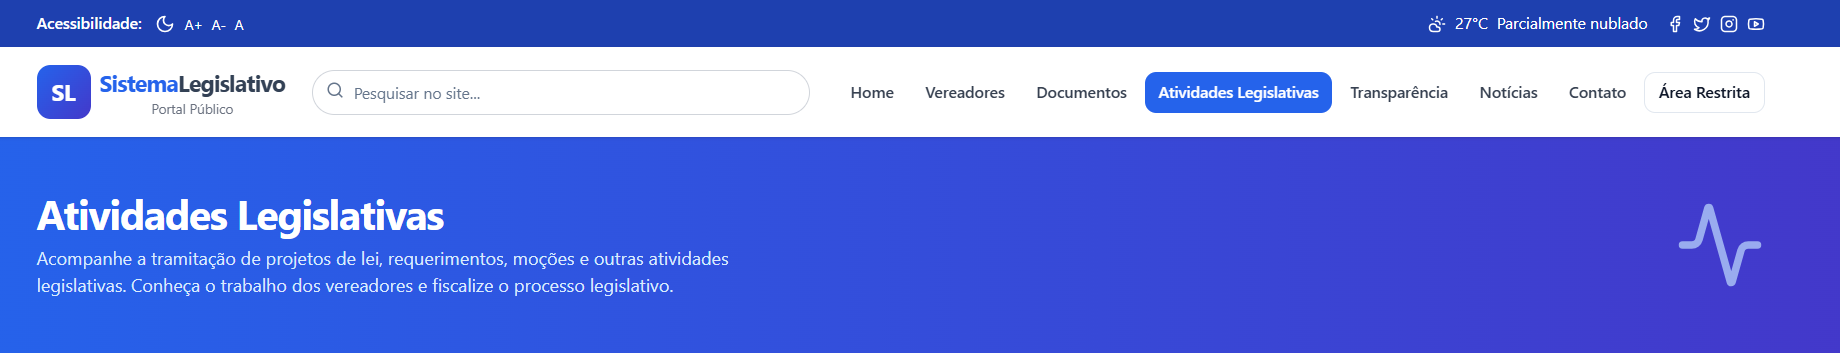 Acessibilidade: A+ A- A 27°C Parcialmente nublado
SL SistemaLegislativo
Portal Público
Pesquisar no site...
Home Vereadores Documentos Atividades Legislativas Transparência Notícias Contato Área Restrita
Atividades Legislativas
Acompanhe a tramitação de projetos de lei, requerimentos, moções e outras atividades
legislativas. Conheça o trabalho dos vereadores e fiscalize o processo legislativo.